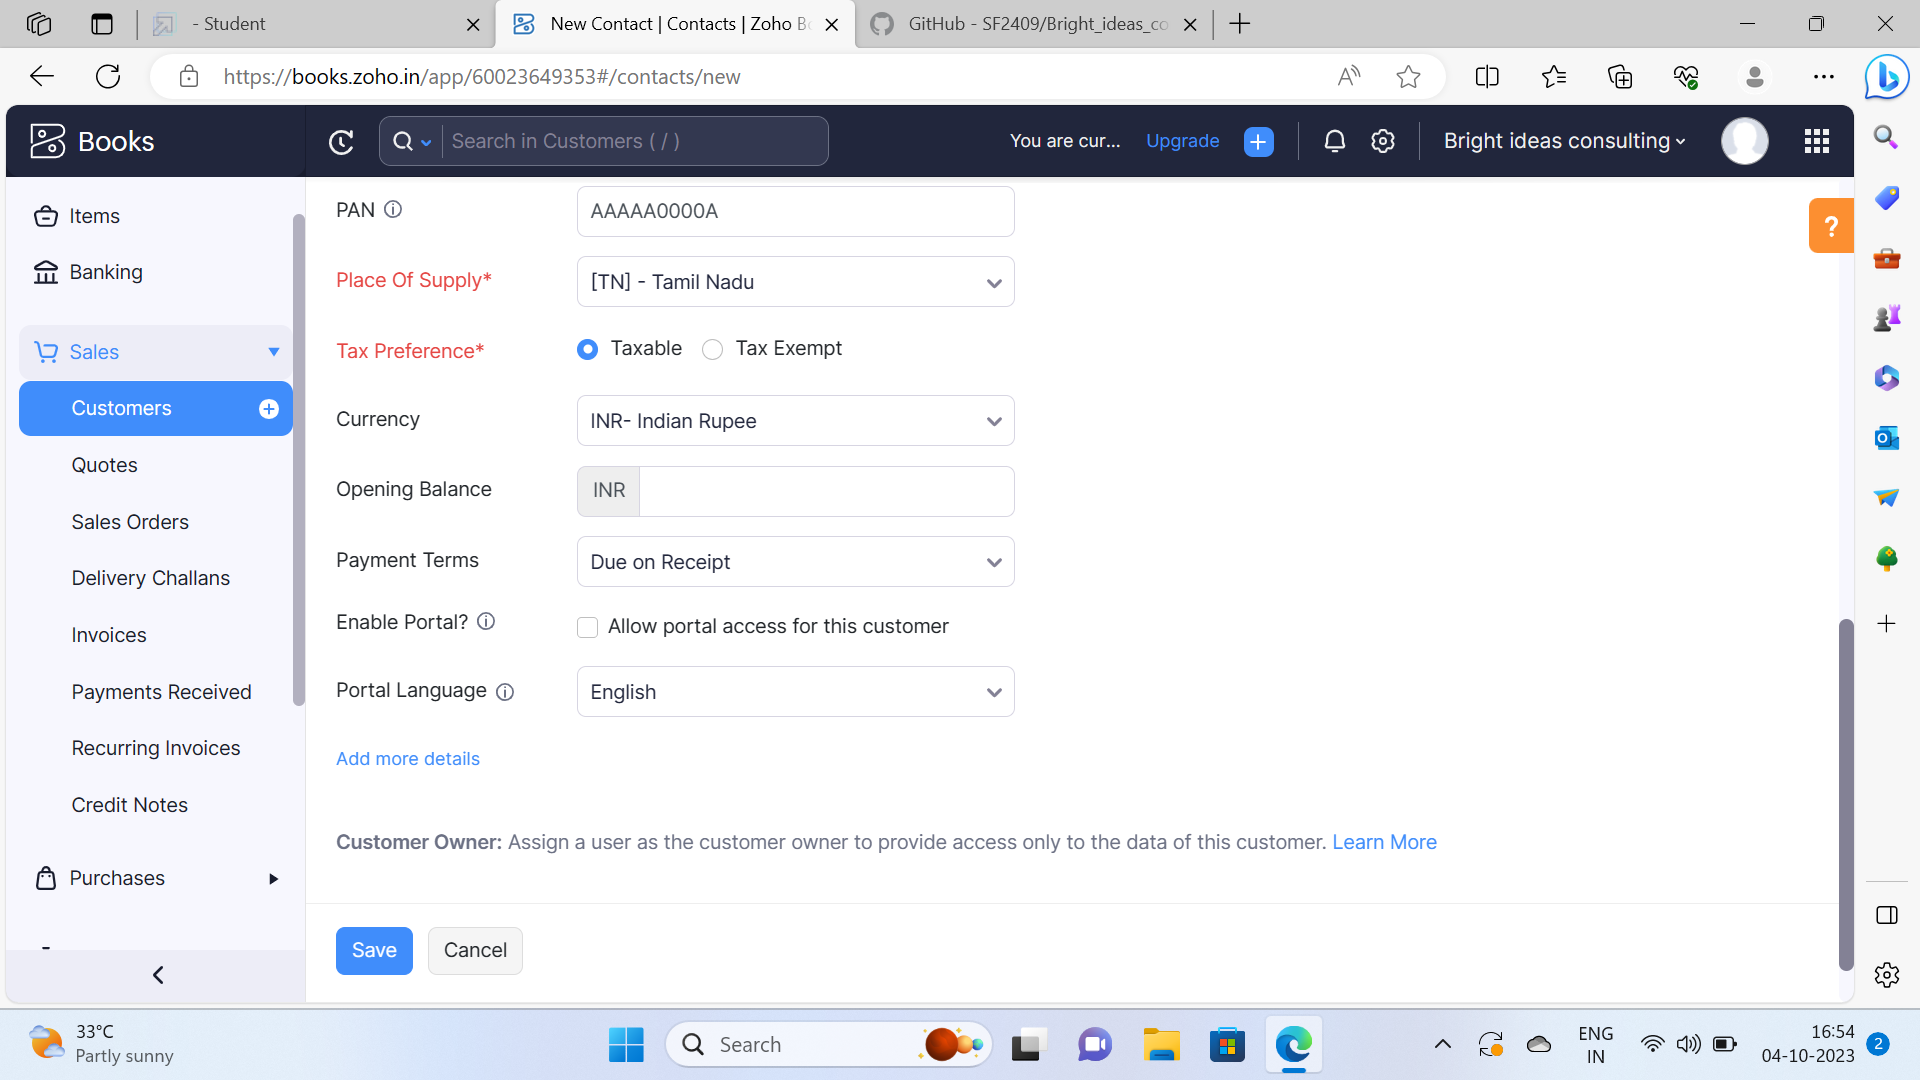 - Student
New Contact | Contacts | Zoho Bo
GitHub - SF2409/Bright_ideas_co
https://books.zoho.in/app/60023649353#/contacts/new
Books
Search in Customers ( / )
You are cur...
Upgrade
Bright ideas consulting
Items
Banking
Sales
Customers
Quotes
Sales Orders
Delivery Challans
Invoices
Payments Received
Recurring Invoices
Credit Notes
Purchases
PAN
AAAAA0000A
Place Of Supply*
[TN] - Tamil Nadu
Tax Preference*
Taxable
Tax Exempt
Currency
INR- Indian Rupee
Opening Balance
INR
Payment Terms
Due on Receipt
Enable Portal?
Allow portal access for this customer
Portal Language
English
Add more details
Customer Owner: Assign a user as the customer owner to provide access only to the data of this customer. Learn More
Save
Cancel
?
33°C
Partly sunny
Search
ENG
IN
16:54
04-10-2023
2